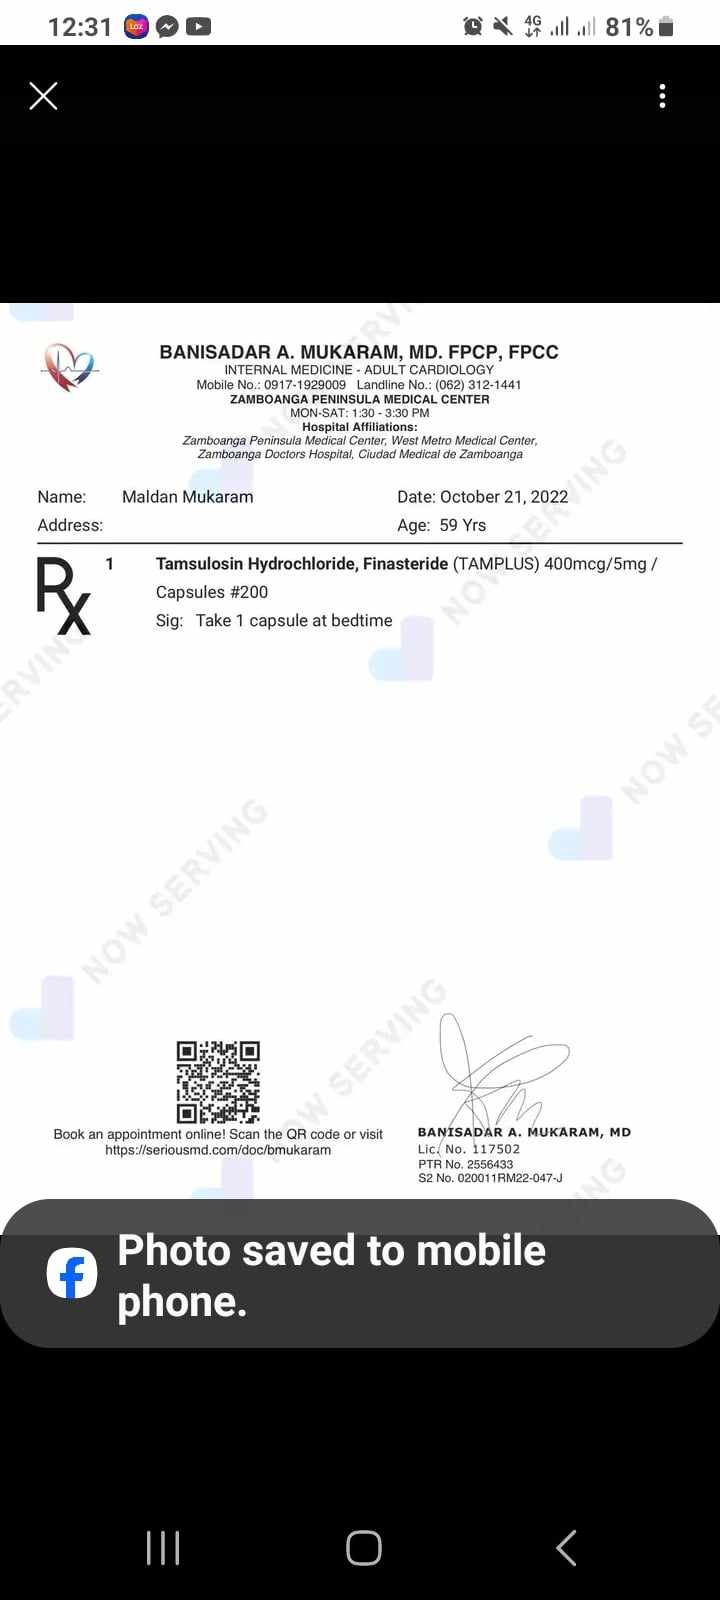 12:31
4G
81%
BANISADAR A. MUKARAM, MD. FPCP, FPCC
INTERNAL MEDICINE - ADULT CARDIOLOGY
Mobile No.: 0917-1929009 Landline No.: (062) 312-1441
ZAMBOANGA PENINSULA MEDICAL CENTER
MON-SAT: 1:30 - 3:30 PM
Hospital Affiliations:
Zamboanga Peninsula Medical Center, West Metro Medical Center,
Zamboanga Doctors Hospital, Ciudad Medical de Zamboanga
Name: Maldan Mukaram Date: October 21, 2022
Address: Age: 59 Yrs
Rx
1 Tamsulosin Hydrochloride, Finasteride (TAMPLUS) 400mcg/5mg /
Capsules #200
Sig: Take 1 capsule at bedtime
NOW SERVING
NOW SERVING
NOW SERVING
Book an appointment online! Scan the QR code or visit
https://seriousmd.com/doc/bmukaram
BANISADAR A. MUKARAM, MD
Lic. No. 117502
PTR No. 2556433
S2 No. 020011RM22-047-J
Photo saved to mobile
phone.